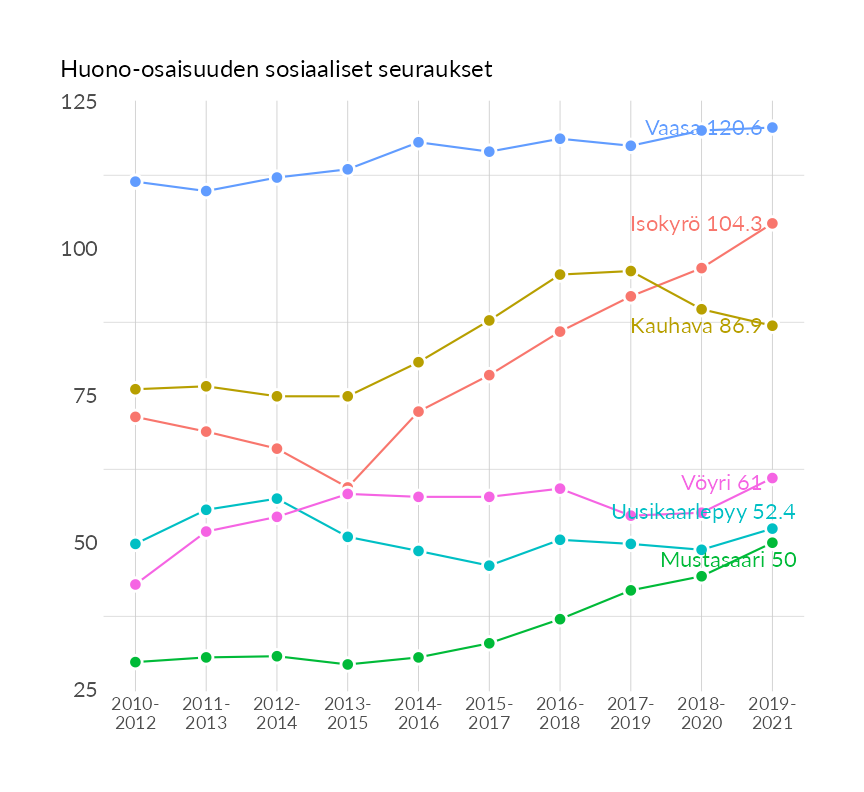 Huono-osaisuuden sosiaaliset seuraukset
125
Vaasa 120.6
Isokyrö 104.3
100
Kauhava 86.9
75
Vöyri 61
Uusikaarlepyy 52.4
50
Mustasaari 50
25
2010- 2011- 2012- 2013- 2014- 2015- 2016- 2017- 2018- 2019-
2012 2013 2014 2015 2016 2017 2018 2019 2020 2021